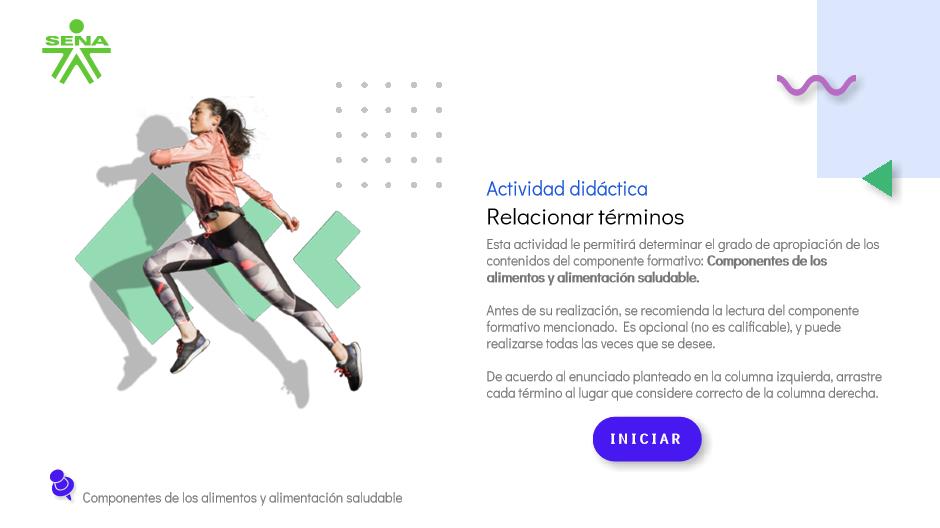 SENA
Actividad didáctica
Relacionar términos
Esta actividad le permitirá determinar el grado de apropiación de los
contenidos del componente formativo: Componentes de los
alimentos y alimentación saludable.
Antes de su realización, se recomienda la lectura del componente
formativo mencionado. Es opcional (no es calificable), y puede
realizarse todas las veces que se desee.
De acuerdo al enunciado planteado en la columna izquierda, arrastre
cada término al lugar que considere correcto de la columna derecha.
INICIAR
Componentes de los alimentos y alimentación saludable